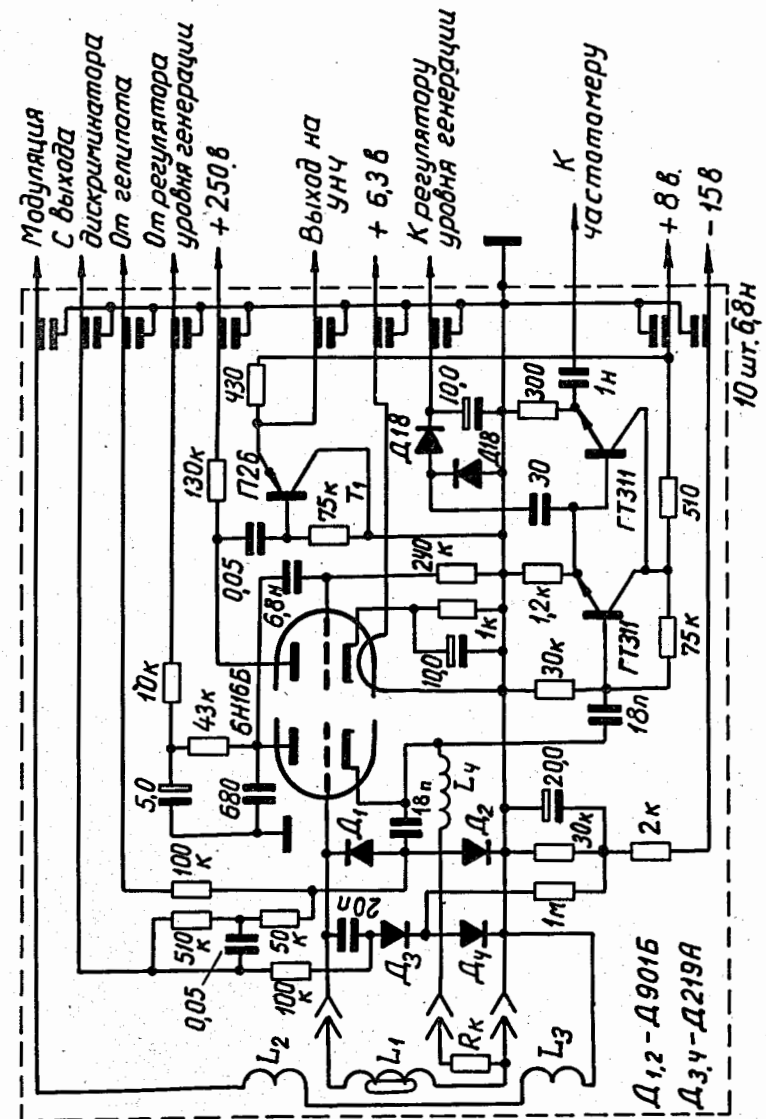 Модуляция
С выхода
дискриминатора
От гелипота
От регулятора
уровня генерации
+ 250 в
Выход на
УНЧ
+ 6,3 в
К регулятору
уровня генерации
К
частотомеру
+ 8 в.
- 15 в
10 шт. 6,8н
430
10,0
300
1н
130к
П26
Д18
Д18
75к
Т1
0,05
30
ГТ311
510
10к
6,8н
240
к
1,2к
ГТ311
75к
43к
6Н16Б
1к
10,0
30к
18п
5,0
680
Д1
18п
L4
Д2
20,0
30к
2к
100
к
20п
1м
510
к
50
к
Д3
Д4
0,05
100
к
L2
L1
Rк
L3
Д1,2 - Д901Б
Д3,4 - Д219А